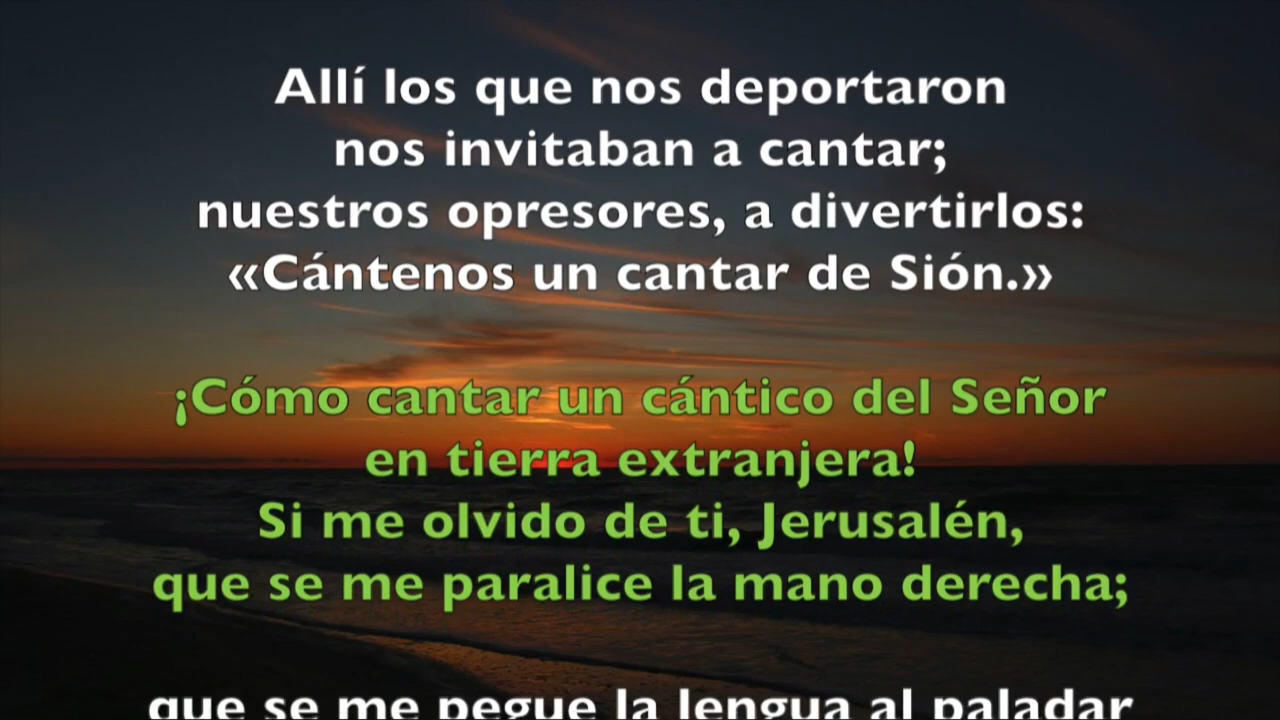 Allí los que nos deportaron
nos invitaban a cantar;
nuestros opresores, a divertirlos:
«Cántenos un cantar de Sión.»
¡Cómo cantar un cántico del Señor
en tierra extranjera!
Si me olvido de ti, Jerusalén,
que se me paralice la mano derecha;
que se me pegue la lengua al paladar